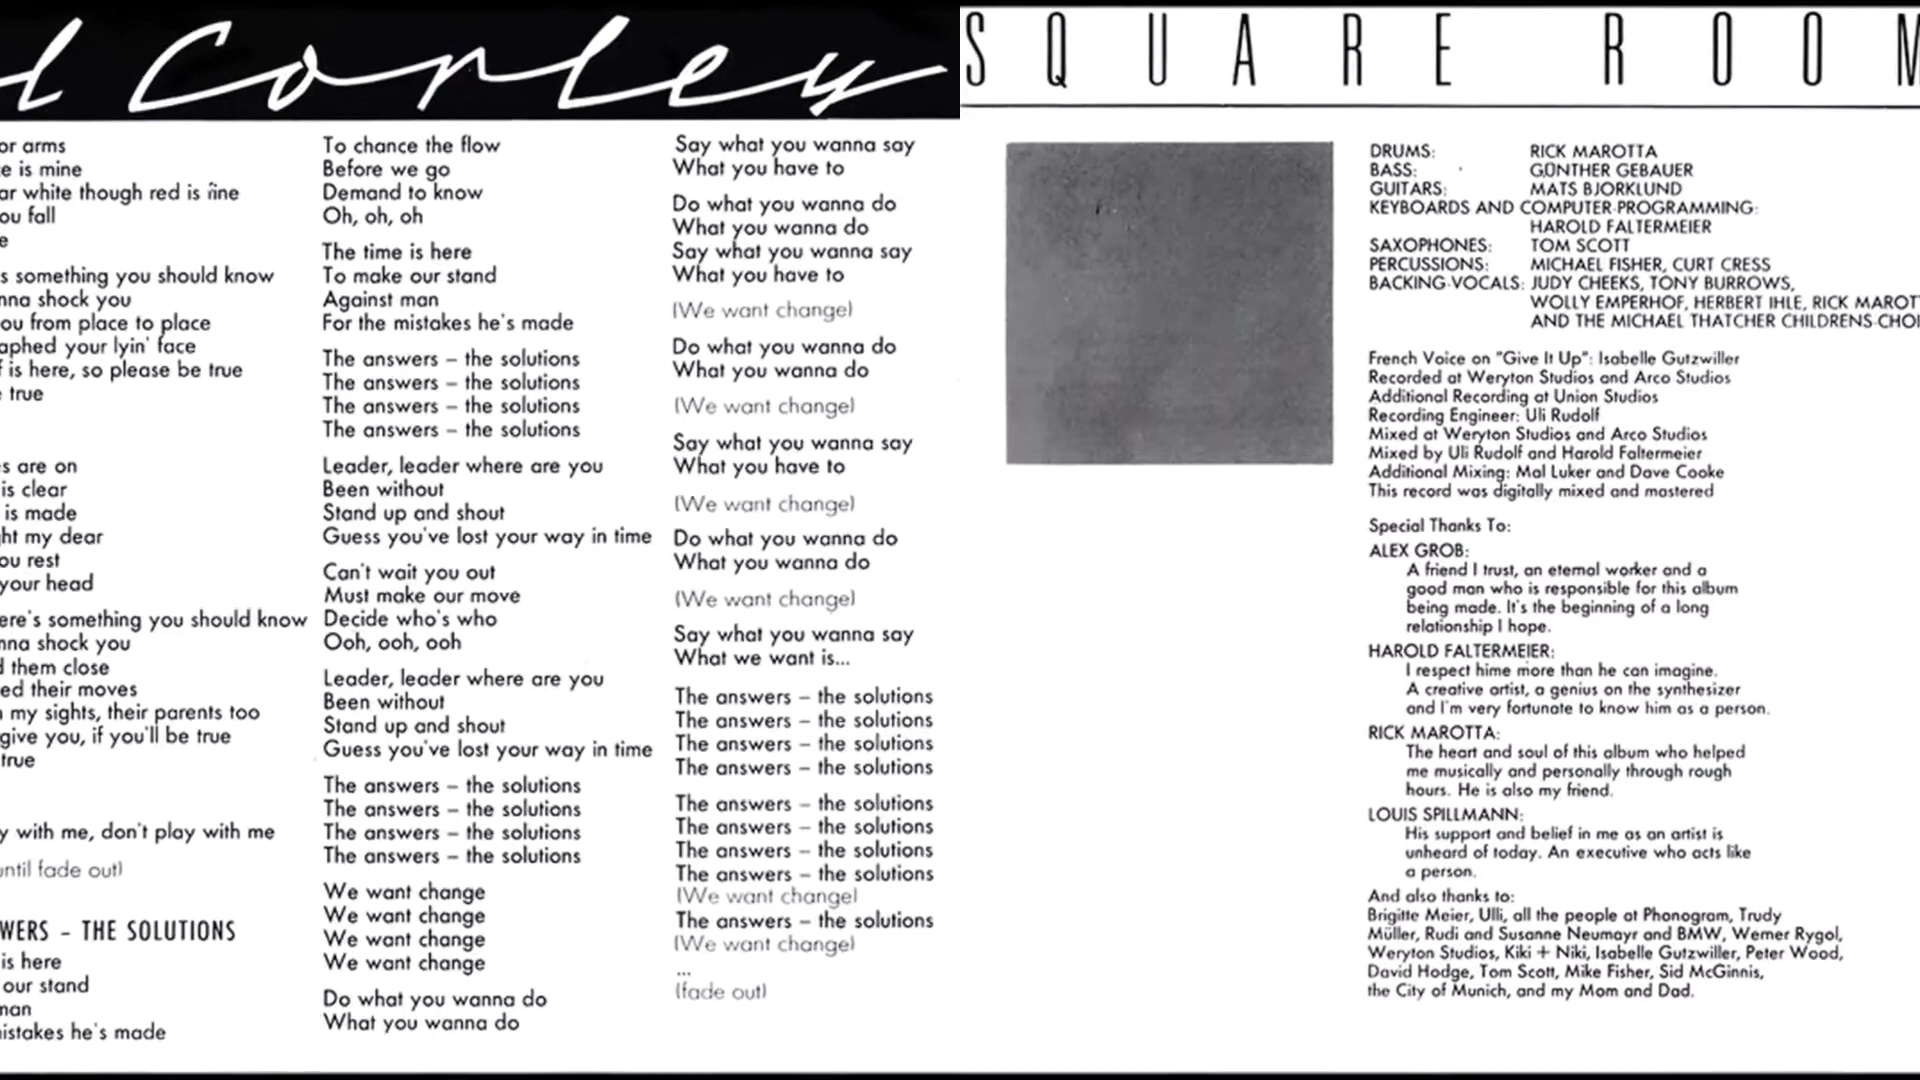 l Corley
or arms
e is mine
ar white though red is fine
ou fall
e
s something you should know
nna shock you
ou from place to place
aphed your lyin' face
f is here, so please be true
true
s are on
is clear
is made
ht my dear
ou rest
your head
ere's something you should know
nna shock you
d them close
ed their moves
n my sights, their parents too
give you, if you'll be true
true
y with me, don't play with me
until fade out)
WERS – THE SOLUTIONS
is here
our stand
man
istakes he's made
To chance the flow
Before we go
Demand to know
Oh, oh, oh
The time is here
To make our stand
Against man
For the mistakes he's made
The answers – the solutions
The answers – the solutions
The answers – the solutions
The answers – the solutions
Leader, leader where are you
Been without
Stand up and shout
Guess you've lost your way in time
Can't wait you out
Must make our move
Decide who's who
Ooh, ooh, ooh
Leader, leader where are you
Been without
Stand up and shout
Guess you've lost your way in time
The answers – the solutions
The answers – the solutions
The answers – the solutions
The answers – the solutions
We want change
We want change
We want change
We want change
Do what you wanna do
What you wanna do
Say what you wanna say
What you have to
Do what you wanna do
What you wanna do
Say what you wanna say
What you have to
(We want change)
Do what you wanna do
What you wanna do
(We want change)
Say what you wanna say
What you have to
(We want change)
Do what you wanna do
What you wanna do
(We want change)
Say what you wanna say
What we want is...
The answers – the solutions
The answers – the solutions
The answers – the solutions
The answers – the solutions
The answers – the solutions
The answers – the solutions
The answers – the solutions
The answers – the solutions
(We want change)
The answers – the solutions
(We want change)
...
(fade out)
SQUARE ROOM
DRUMS: RICK MAROTTA
BASS: GÜNTHER GEBAUER
GUITARS: MATS BJORKLUND
KEYBOARDS AND COMPUTER-PROGRAMMING:
HAROLD FALTERMEIER
SAXOPHONES: TOM SCOTT
PERCUSSIONS: MICHAEL FISHER, CURT CRESS
BACKING-VOCALS: JUDY CHEEKS, TONY BURROWS,
WOLLY EMPERHOF, HERBERT IHLE, RICK MAROTT
AND THE MICHAEL THATCHER CHILDRENS-CHOI
French Voice on "Give It Up": Isabelle Gutzwiller
Recorded at Weryton Studios and Arco Studios
Additional Recording at Union Studios
Recording Engineer: Uli Rudolf
Mixed at Weryton Studios and Arco Studios
Mixed by Uli Rudolf and Harold Faltermeier
Additional Mixing: Mal Luker and Dave Cooke
This record was digitally mixed and mastered
Special Thanks To:
ALEX GROB:
A friend I trust, an eternal worker and a
good man who is responsible for this album
being made. It's the beginning of a long
relationship I hope.
HAROLD FALTERMEIER:
I respect hime more than he can imagine.
A creative artist, a genius on the synthesizer
and I'm very fortunate to know him as a person.
RICK MAROTTA:
The heart and soul of this album who helped
me musically and personally through rough
hours. He is also my friend.
LOUIS SPILLMANN:
His support and belief in me as an artist is
unheard of today. An executive who acts like
a person.
And also thanks to:
Brigitte Meier, Ulli, all the people at Phonogram, Trudy
Müller, Rudi and Susanne Neumayr and BMW, Werner Rygol,
Weryton Studios, Kiki + Niki, Isabelle Gutzwiller, Peter Wood,
David Hodge, Tom Scott, Mike Fisher, Sid McGinnis,
the City of Munich, and my Mom and Dad.